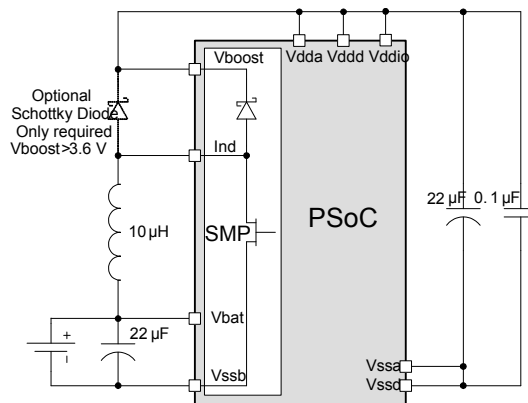 Vboost
Vdda Vddd Vddio
Optional
Schottky Diode
Only required
Vboost>3.6 V
Ind
10 µH
SMP
PSoC
22 µF 0.1 µF
Vbat
+
–
22 µF
Vssb
Vssa
Vssd